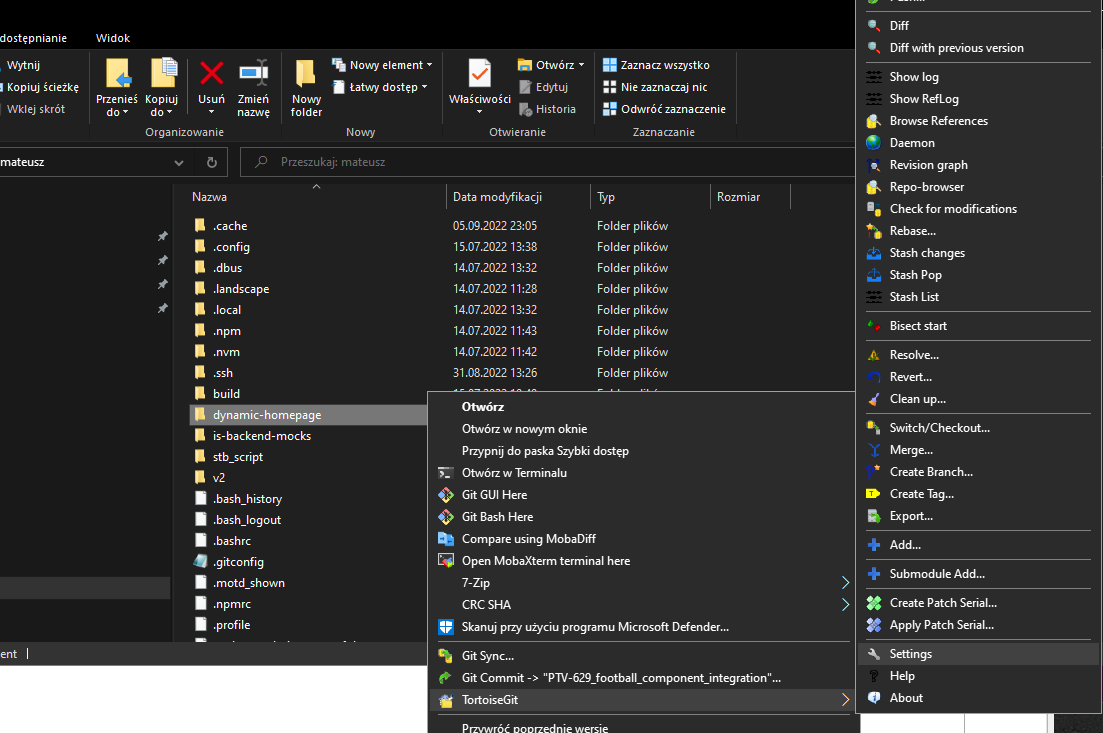 dostępnianie
Widok
Wytnij
Kopiuj ścieżkę
Wklej skrót
Przenieś do
Kopiuj do
Usuń
Zmień nazwę
Organizowanie
Nowy folder
Nowy element
Łatwy dostęp
Nowy
Właściwości
Otwórz
Edytuj
Historia
Otwieranie
Zaznacz wszystko
Nie zaznaczaj nic
Odwróć zaznaczenie
Zaznaczanie
mateusz
Przeszukaj: mateusz
Nazwa Data modyfikacji Typ Rozmiar
.cache 05.09.2022 23:05 Folder plików
.config 15.07.2022 13:38 Folder plików
.dbus 14.07.2022 13:32 Folder plików
.landscape 14.07.2022 11:28 Folder plików
.local 14.07.2022 13:32 Folder plików
.npm 14.07.2022 11:43 Folder plików
.nvm 14.07.2022 11:42 Folder plików
.ssh 31.08.2022 13:26 Folder plików
build
dynamic-homepage
is-backend-mocks
stb_script
v2
.bash_history
.bash_logout
.bashrc
.gitconfig
.motd_shown
.npmrc
.profile
ent
Otwórz
Otwórz w nowym oknie
Przypnij do paska Szybki dostęp
Otwórz w Terminalu
Git GUI Here
Git Bash Here
Compare using MobaDiff
Open MobaXterm terminal here
7-Zip
CRC SHA
Skanuj przy użyciu programu Microsoft Defender...
Git Sync...
Git Commit -> "PTV-629_football_component_integration"...
TortoiseGit
Przywróć poprzednie wersje
Diff
Diff with previous version
Show log
Show RefLog
Browse References
Daemon
Revision graph
Repo-browser
Check for modifications
Rebase...
Stash changes
Stash Pop
Stash List
Bisect start
Resolve...
Revert...
Clean up...
Switch/Checkout...
Merge...
Create Branch...
Create Tag...
Export...
Add...
Submodule Add...
Create Patch Serial...
Apply Patch Serial...
Settings
Help
About